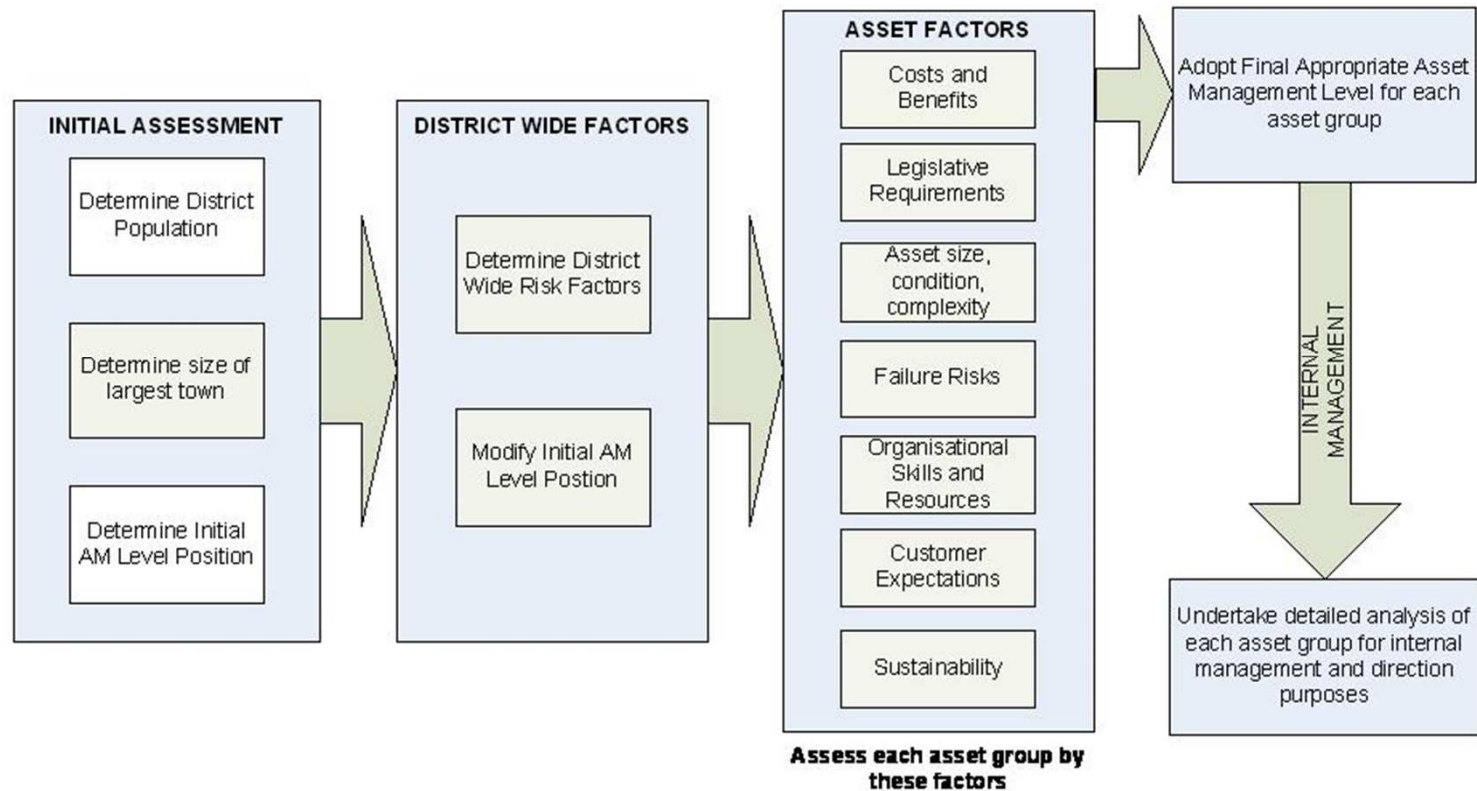 INITIAL ASSESSMENT
Determine District
Population
Determine size of
largest town
Determine Initial
AM Level Position
DISTRICT WIDE FACTORS
Determine District
Wide Risk Factors
Modify Initial AM
Level Postion
ASSET FACTORS
Costs and
Benefits
Legislative
Requirements
Asset size,
condition,
complexity
Failure Risks
Organisational
Skills and
Resources
Customer
Expectations
Sustainability
Assess each asset group by
these factors
Adopt Final Appropriate Asset
Management Level for each
asset group
INTERNAL
MANAGEMENT
Undertake detailed analysis of
each asset group for internal
management and direction
purposes